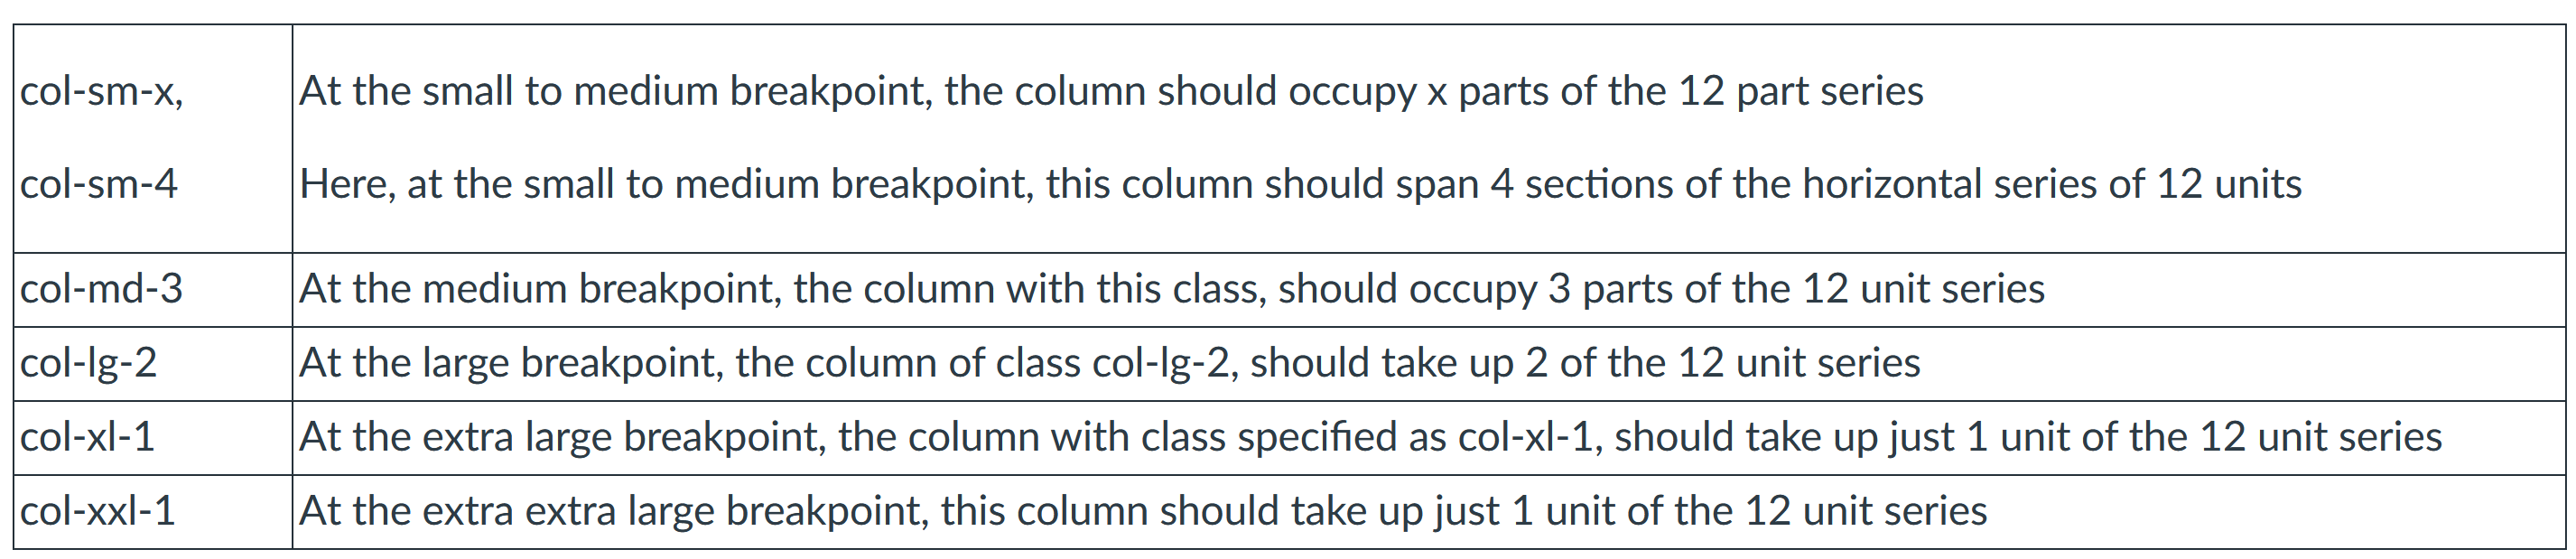 col-sm-x, At the small to medium breakpoint, the column should occupy x parts of the 12 part series
col-sm-4 Here, at the small to medium breakpoint, this column should span 4 sections of the horizontal series of 12 units
col-md-3 At the medium breakpoint, the column with this class, should occupy 3 parts of the 12 unit series
col-lg-2 At the large breakpoint, the column of class col-lg-2, should take up 2 of the 12 unit series
col-xl-1 At the extra large breakpoint, the column with class specified as col-xl-1, should take up just 1 unit of the 12 unit series
col-xxl-1 At the extra extra large breakpoint, this column should take up just 1 unit of the 12 unit series